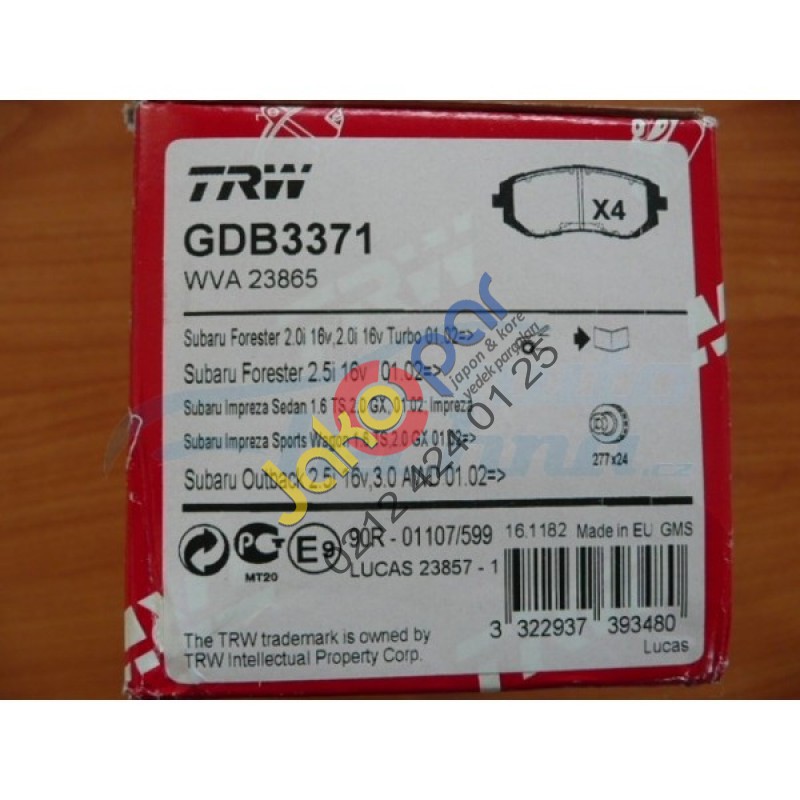 TRW
X4
GDB3371
WVA 23865
Subaru Forester 2.0i 16v,2.0i 16v Turbo 01.02=>
Subaru Forester 2.5i 16v 01.02=>
Subaru Impreza Sedan 1.6 TS,2.0 GX, 01.02: Impreza
Subaru Impreza Sports Wagon 1.6 TS,2.0 GX 01.02=>
277x24
Subaru Outback 2.5i 16v,3.0 AWD 01.02=>
Jakopar
japon & kore
yedek parçaları
0212 424 01 25
MT20
E9
90R - 01107/599
16.1182 Made in EU GMS
LUCAS 23857 - 1
3 322937 393480
Lucas
The TRW trademark is owned by
TRW Intellectual Property Corp.